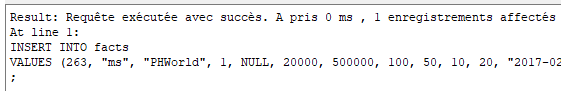 Result: Requête exécutée avec succès. A pris 0 ms , 1 enregistrements affectés
At line 1:
INSERT INTO facts
VALUES (263, "ms", "PHWorld", 1, NULL, 20000, 500000, 100, 50, 10, 20, "2017-02
;